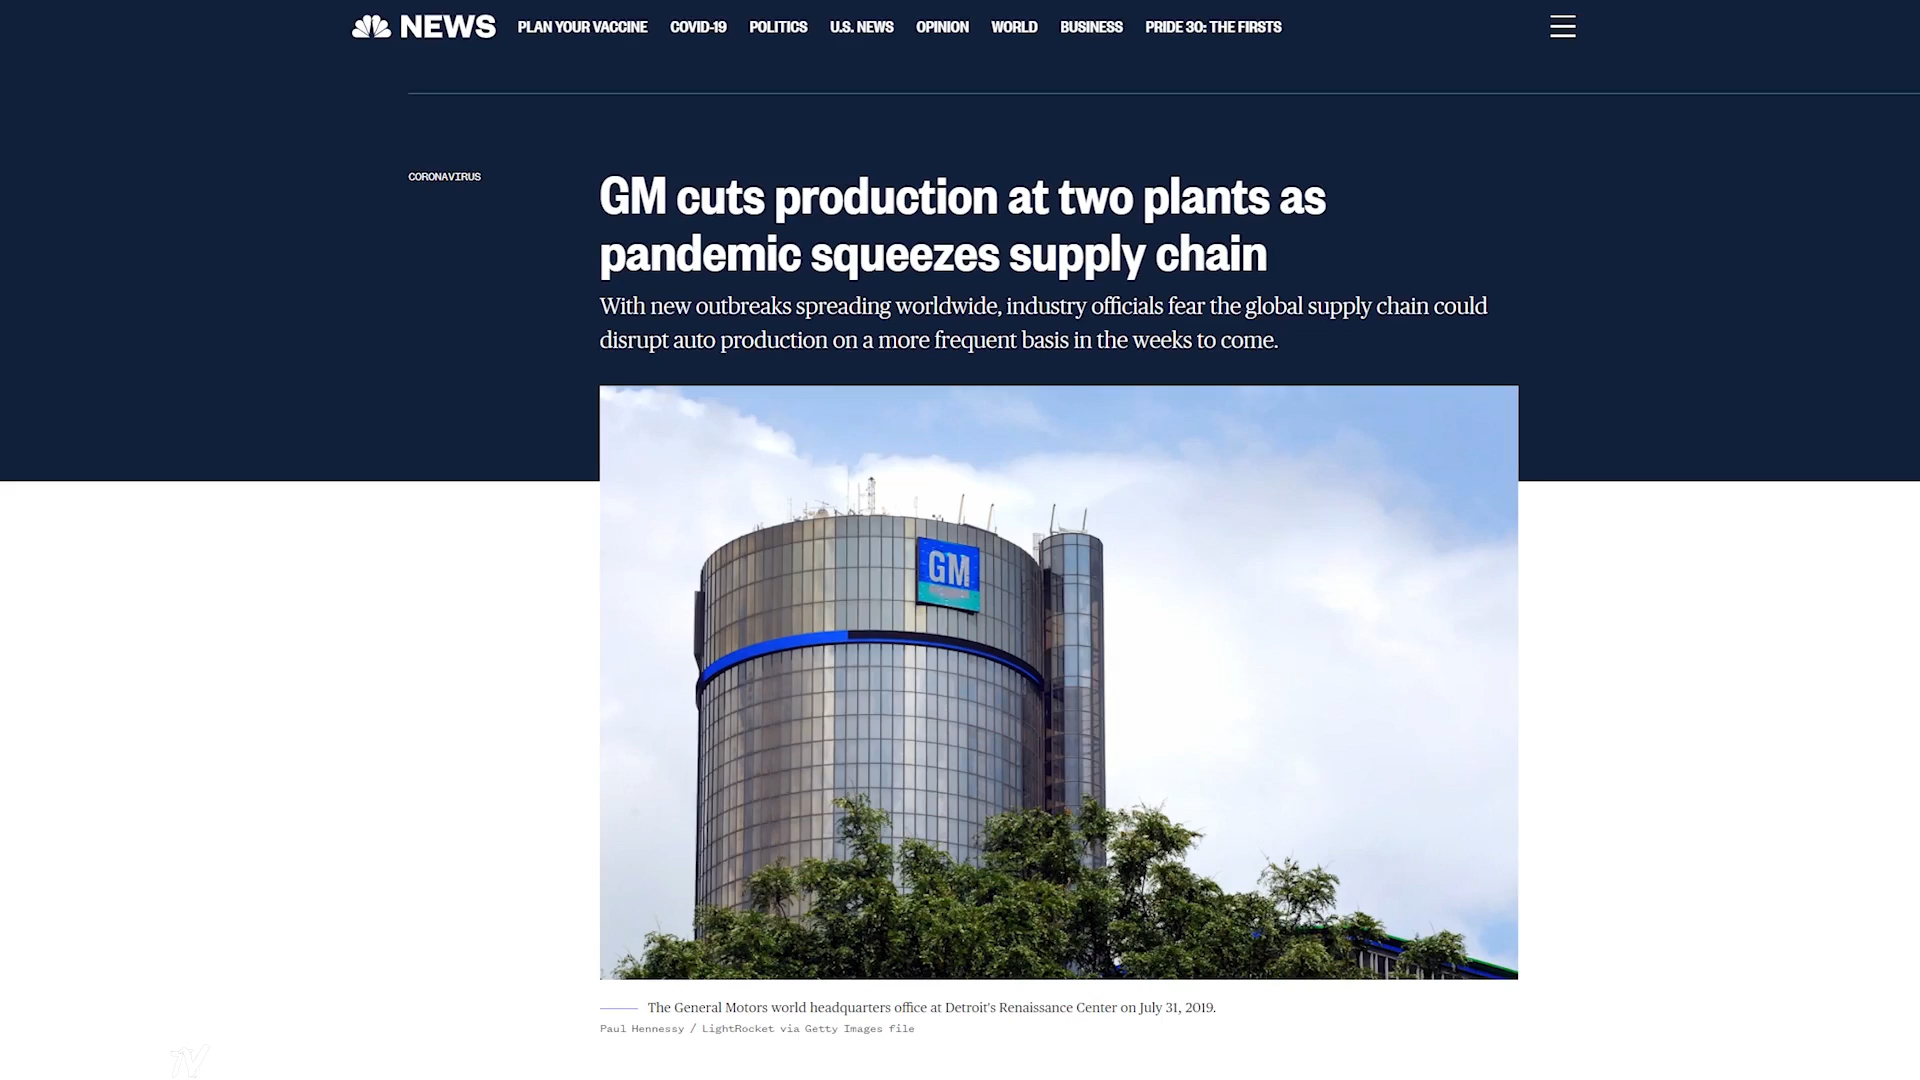 NEWS PLAN YOUR VACCINE COVID-19 POLITICS U.S. NEWS OPINION WORLD BUSINESS PRIDE 30: THE FIRSTS
CORONAVIRUS
GM cuts production at two plants as
pandemic squeezes supply chain
With new outbreaks spreading worldwide, industry officials fear the global supply chain could
disrupt auto production on a more frequent basis in the weeks to come.
GM
The General Motors world headquarters office at Detroit's Renaissance Center on July 31, 2019.
Paul Hennessy / LightRocket via Getty Images file